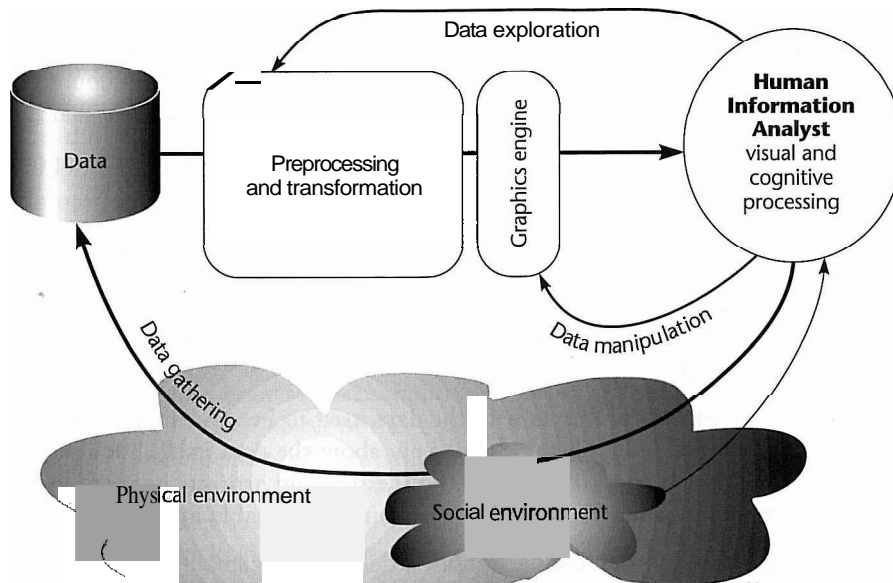 Data exploration
Data
Preprocessing
and transformation
Graphics engine
Human
Information
Analyst
visual and
cognitive
processing
Data manipulation
Data gathering
Physical environment
Social environment